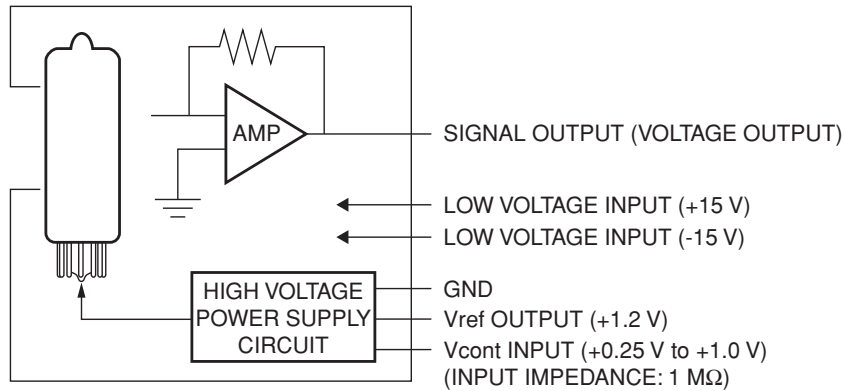 AMP
SIGNAL OUTPUT (VOLTAGE OUTPUT)
LOW VOLTAGE INPUT (+15 V)
LOW VOLTAGE INPUT (-15 V)
HIGH VOLTAGE
POWER SUPPLY
CIRCUIT
GND
Vref OUTPUT (+1.2 V)
Vcont INPUT (+0.25 V to +1.0 V)
(INPUT IMPEDANCE: 1 MΩ)